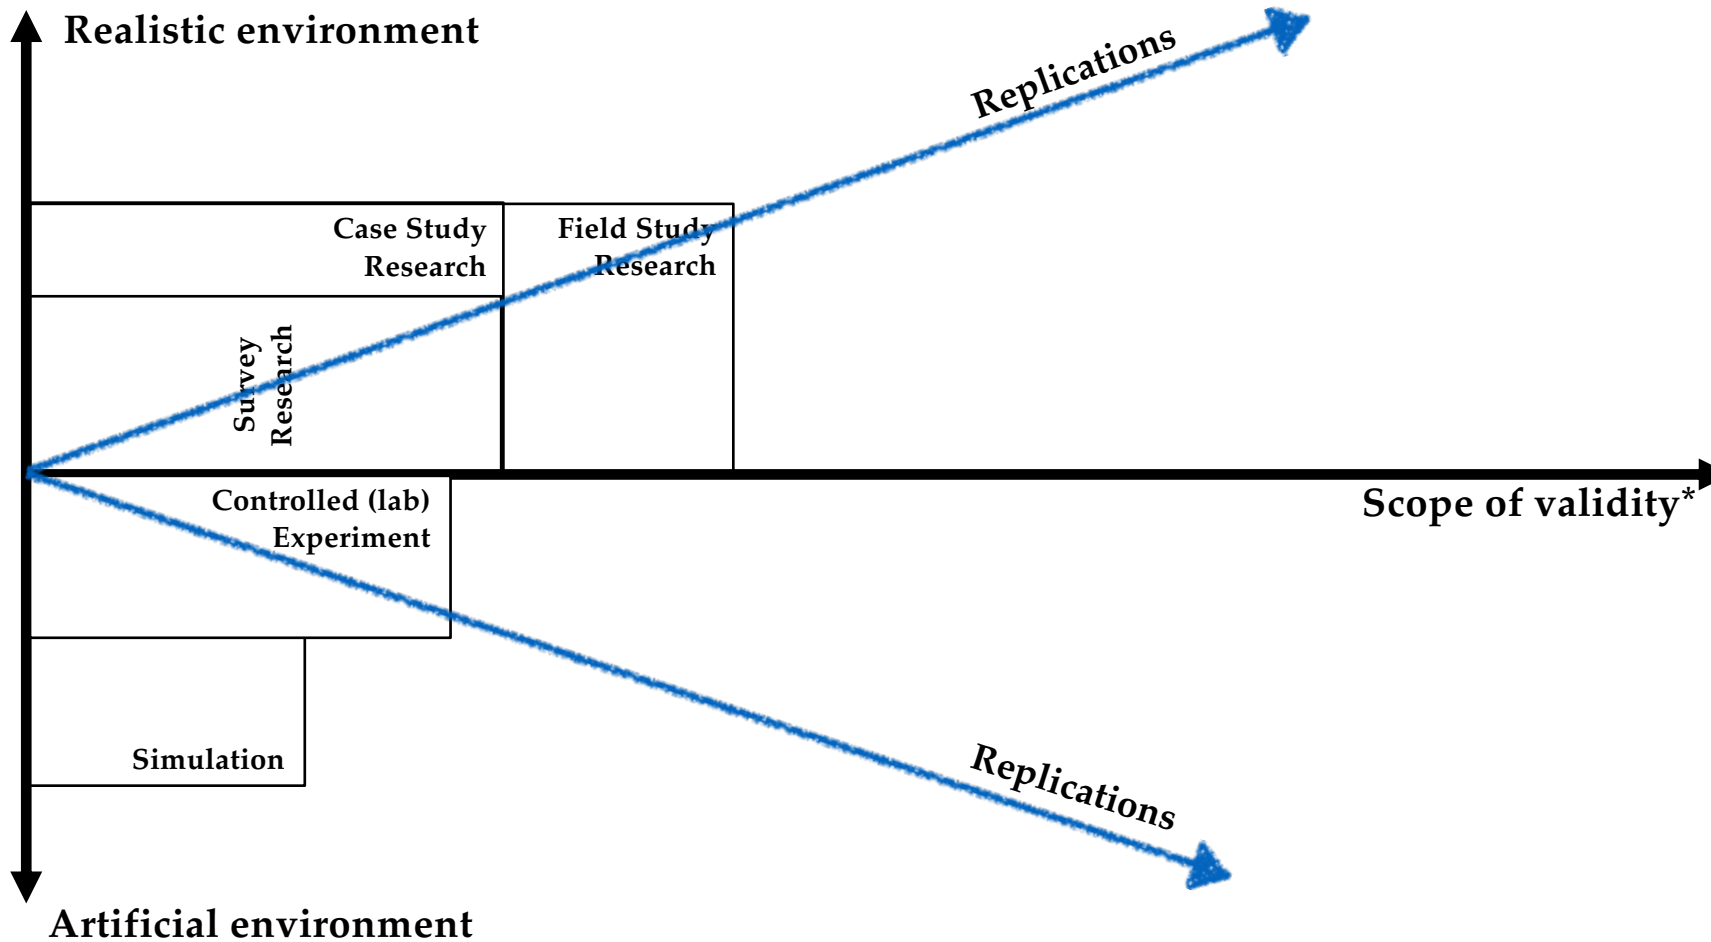 Realistic environment
Replications
Case Study
Research
Field Study
Research
Survey
Research
Scope of validity*
Controlled (lab)
Experiment
Simulation
Replications
Artificial environment